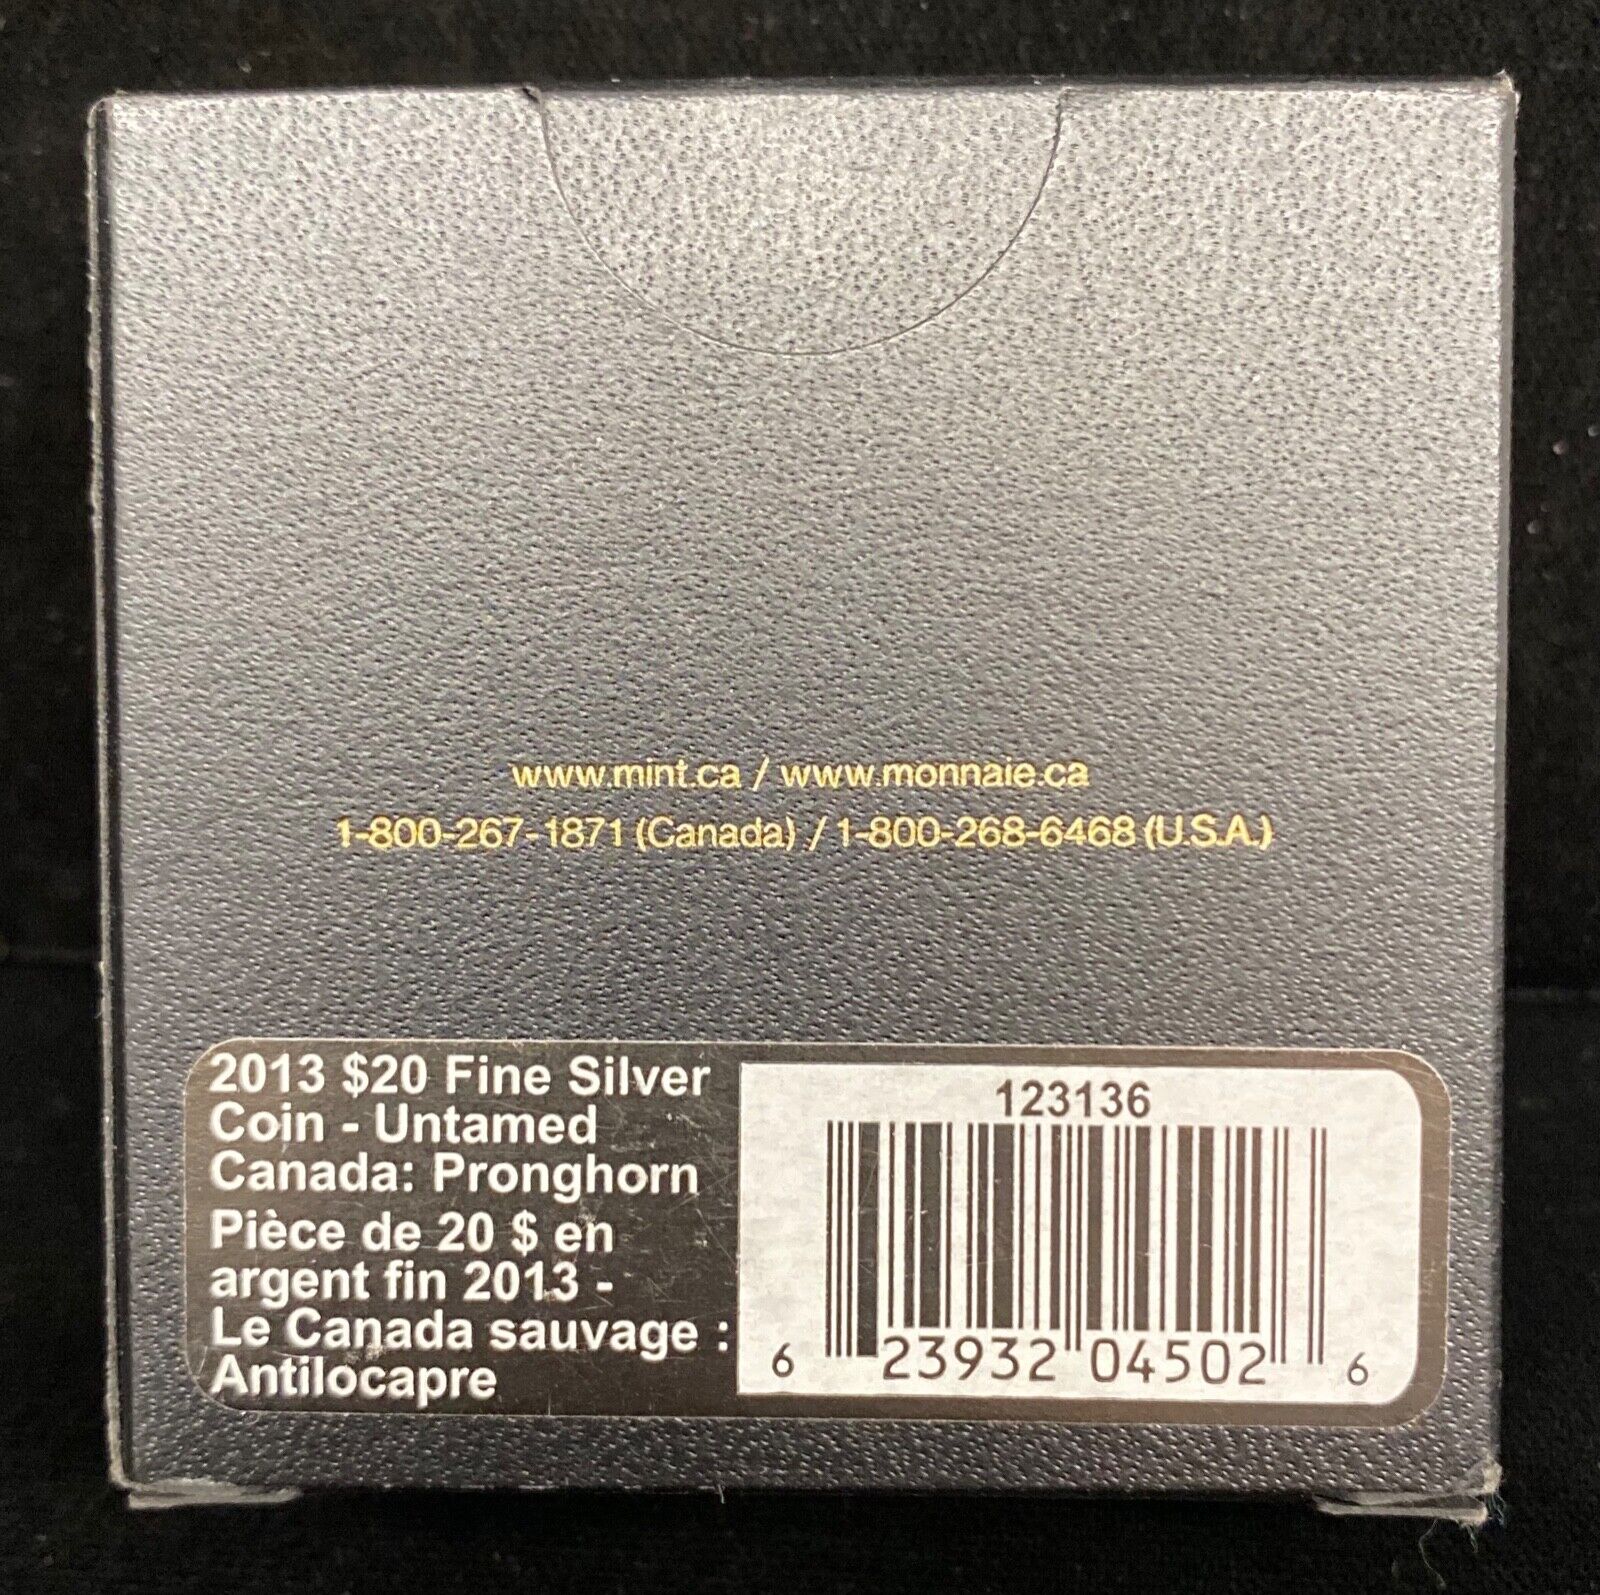 www.mint.ca / www.monnaie.ca
1-800-267-1871 (Canada) / 1-800-268-6468 (U.S.A.)
2013 $20 Fine Silver
Coin - Untamed
Canada: Pronghorn
Pièce de 20 $ en
argent fin 2013 -
Le Canada sauvage :
Antilocapre
123136
6 23932 04502 6